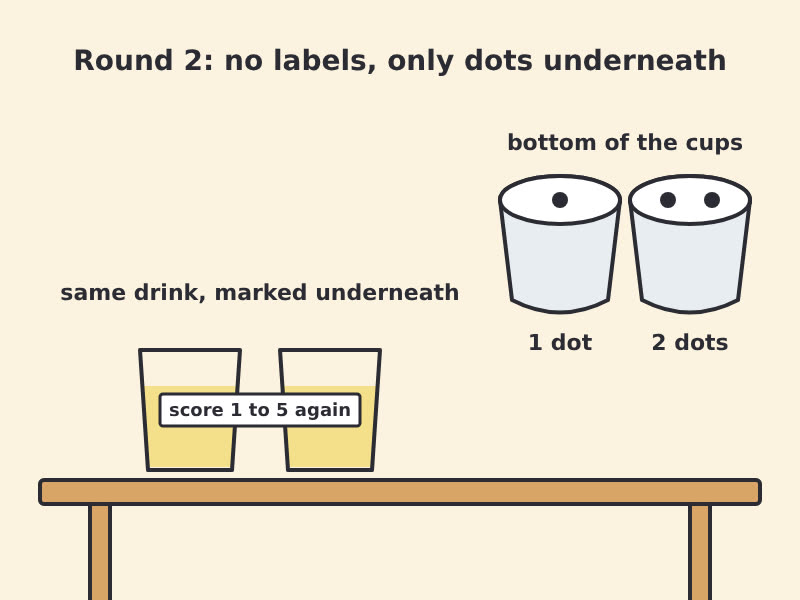 Round 2: no labels, only dots underneath
bottom of the cups
same drink, marked underneath
1 dot
2 dots
score 1 to 5 again